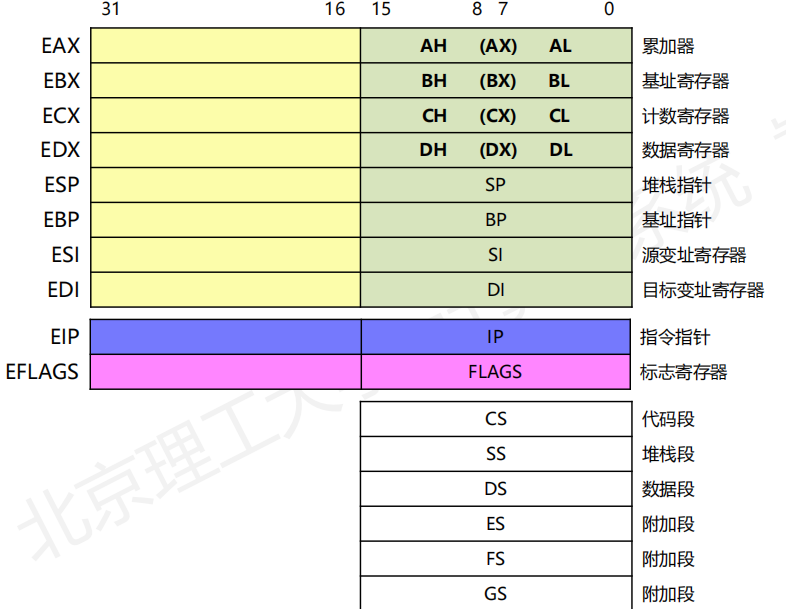 31 16 15 8 7 0
EAX AH (AX) AL 累加器
EBX BH (BX) BL 基址寄存器
ECX CH (CX) CL 计数寄存器
EDX DH (DX) DL 数据寄存器
ESP SP 堆栈指针
EBP BP 基址指针
ESI SI 源变址寄存器
EDI DI 目标变址寄存器
EIP IP 指令指针
EFLAGS FLAGS 标志寄存器
CS 代码段
SS 堆栈段
DS 数据段
ES 附加段
FS 附加段
GS 附加段
北京理工大
系统